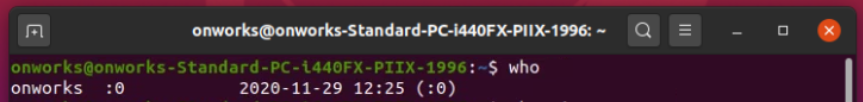 onworks@onworks-Standard-PC-i440FX-PIIX-1996: ~
onworks@onworks-Standard-PC-i440FX-PIIX-1996:~$ who
onworks  :0           2020-11-29 12:25 (:0)